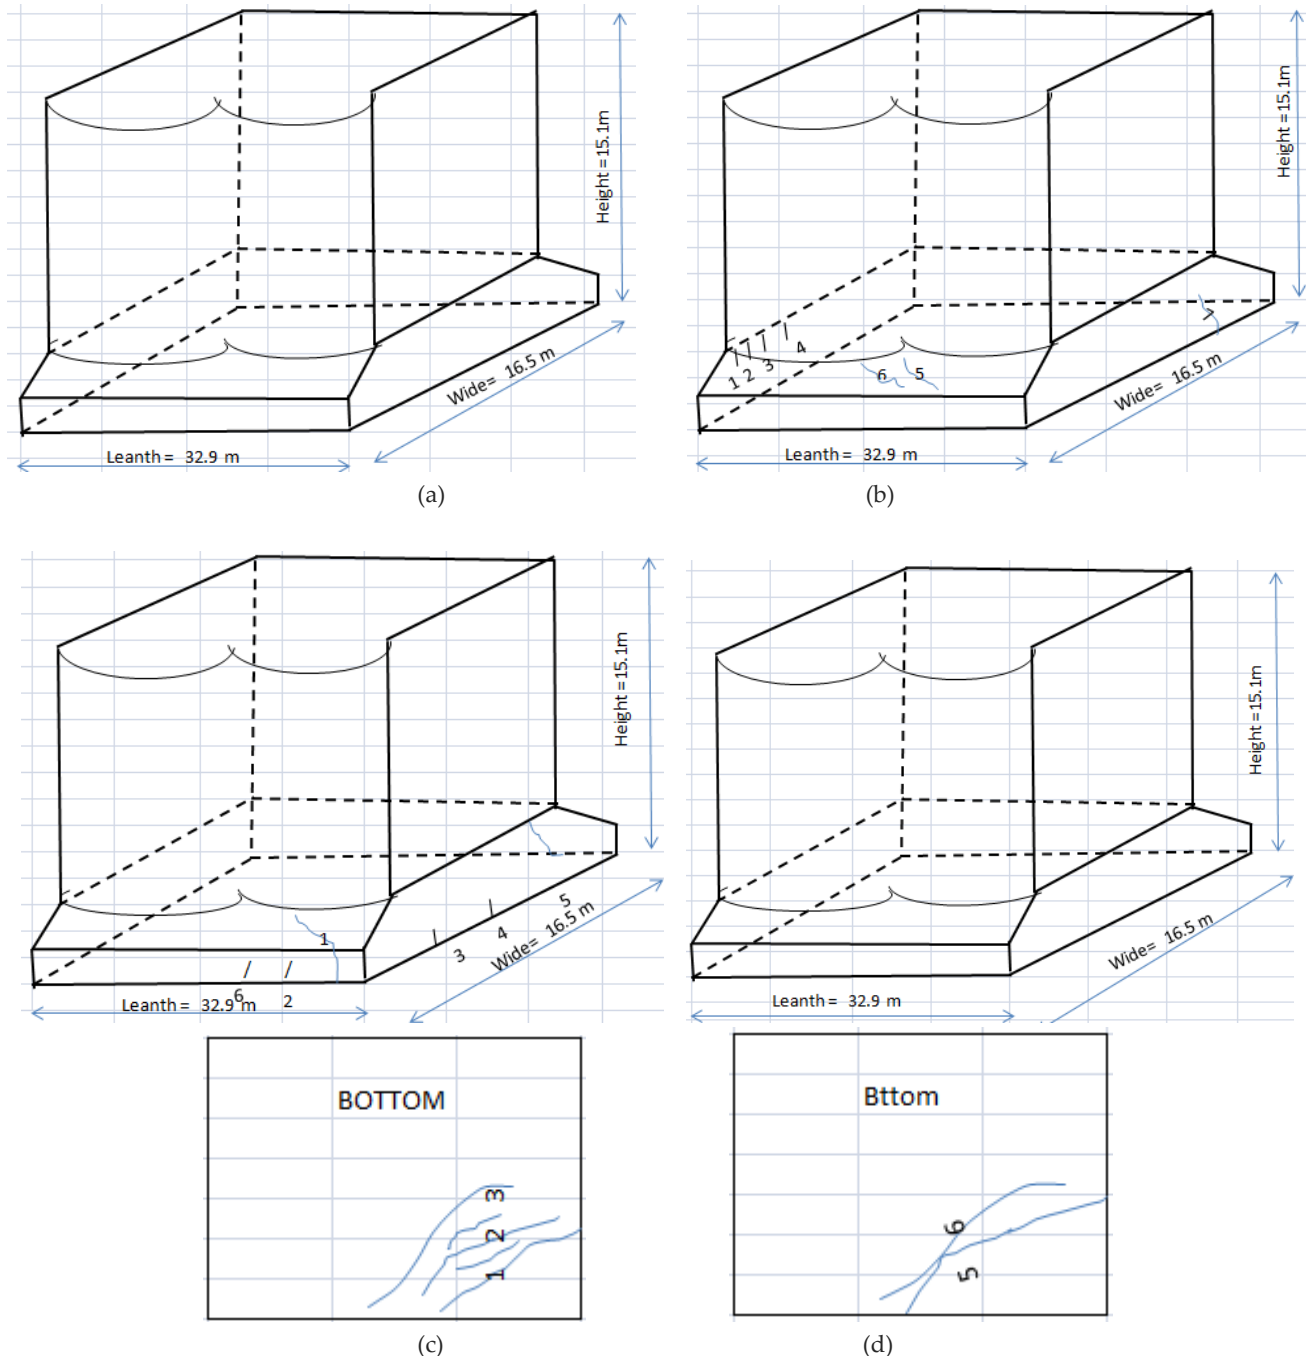 Height = 15.1m
Wide= 16.5 m
Leanth = 32.9 m
(a)
Height = 15.1m
1 2 3 4
6 5
>
Wide= 16.5 m
Leanth = 32.9 m
(b)
Height = 15.1m
1
5
4
3
Wide= 16.5 m
6 2
Leanth = 32.9 m
BOTTOM
3
2
1
(c)
Height = 15.1m
Wide= 16.5 m
Leanth = 32.9 m
Bttom
6
5
(d)